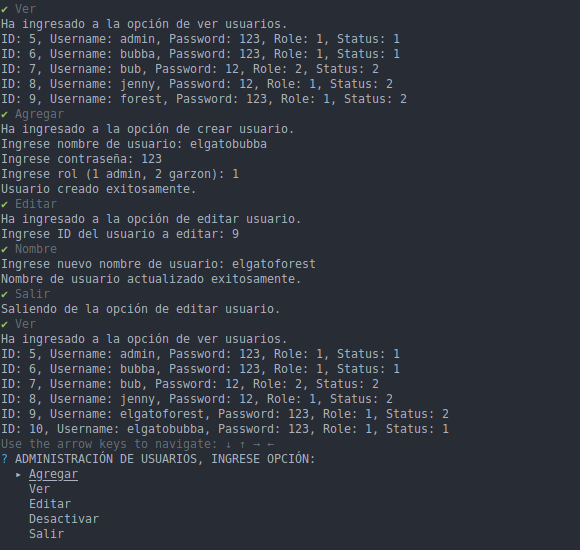 ✔ Ver
Ha ingresado a la opción de ver usuarios.
ID: 5, Username: admin, Password: 123, Role: 1, Status: 1
ID: 6, Username: bubba, Password: 123, Role: 1, Status: 1
ID: 7, Username: bub, Password: 12, Role: 2, Status: 2
ID: 8, Username: jenny, Password: 12, Role: 1, Status: 2
ID: 9, Username: forest, Password: 123, Role: 1, Status: 2
✔ Agregar
Ha ingresado a la opción de crear usuario.
Ingrese nombre de usuario: elgatobubba
Ingrese contraseña: 123
Ingrese rol (1 admin, 2 garzon): 1
Usuario creado exitosamente.
✔ Editar
Ha ingresado a la opción de editar usuario.
Ingrese ID del usuario a editar: 9
✔ Nombre
Ingrese nuevo nombre de usuario: elgatoforest
Nombre de usuario actualizado exitosamente.
✔ Salir
Saliendo de la opción de editar usuario.
✔ Ver
Ha ingresado a la opción de ver usuarios.
ID: 5, Username: admin, Password: 123, Role: 1, Status: 1
ID: 6, Username: bubba, Password: 123, Role: 1, Status: 1
ID: 7, Username: bub, Password: 12, Role: 2, Status: 2
ID: 8, Username: jenny, Password: 12, Role: 1, Status: 2
ID: 9, Username: elgatoforest, Password: 123, Role: 1, Status: 2
ID: 10, Username: elgatobubba, Password: 123, Role: 1, Status: 1
Use the arrow keys to navigate: ↓ ↑ → ←
? ADMINISTRACIÓN DE USUARIOS, INGRESE OPCIÓN:
▸ Agregar
Ver
Editar
Desactivar
Salir